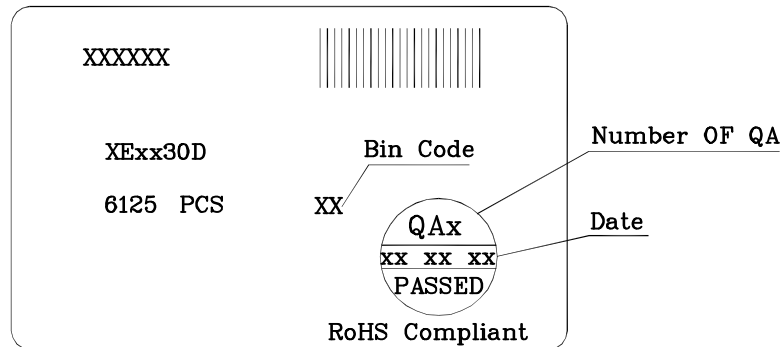 XXXXXX
XExx30D
Bin Code
Number OF QA
6125 PCS
XX
QAx
Date
xx xx xx
PASSED
RoHS Compliant